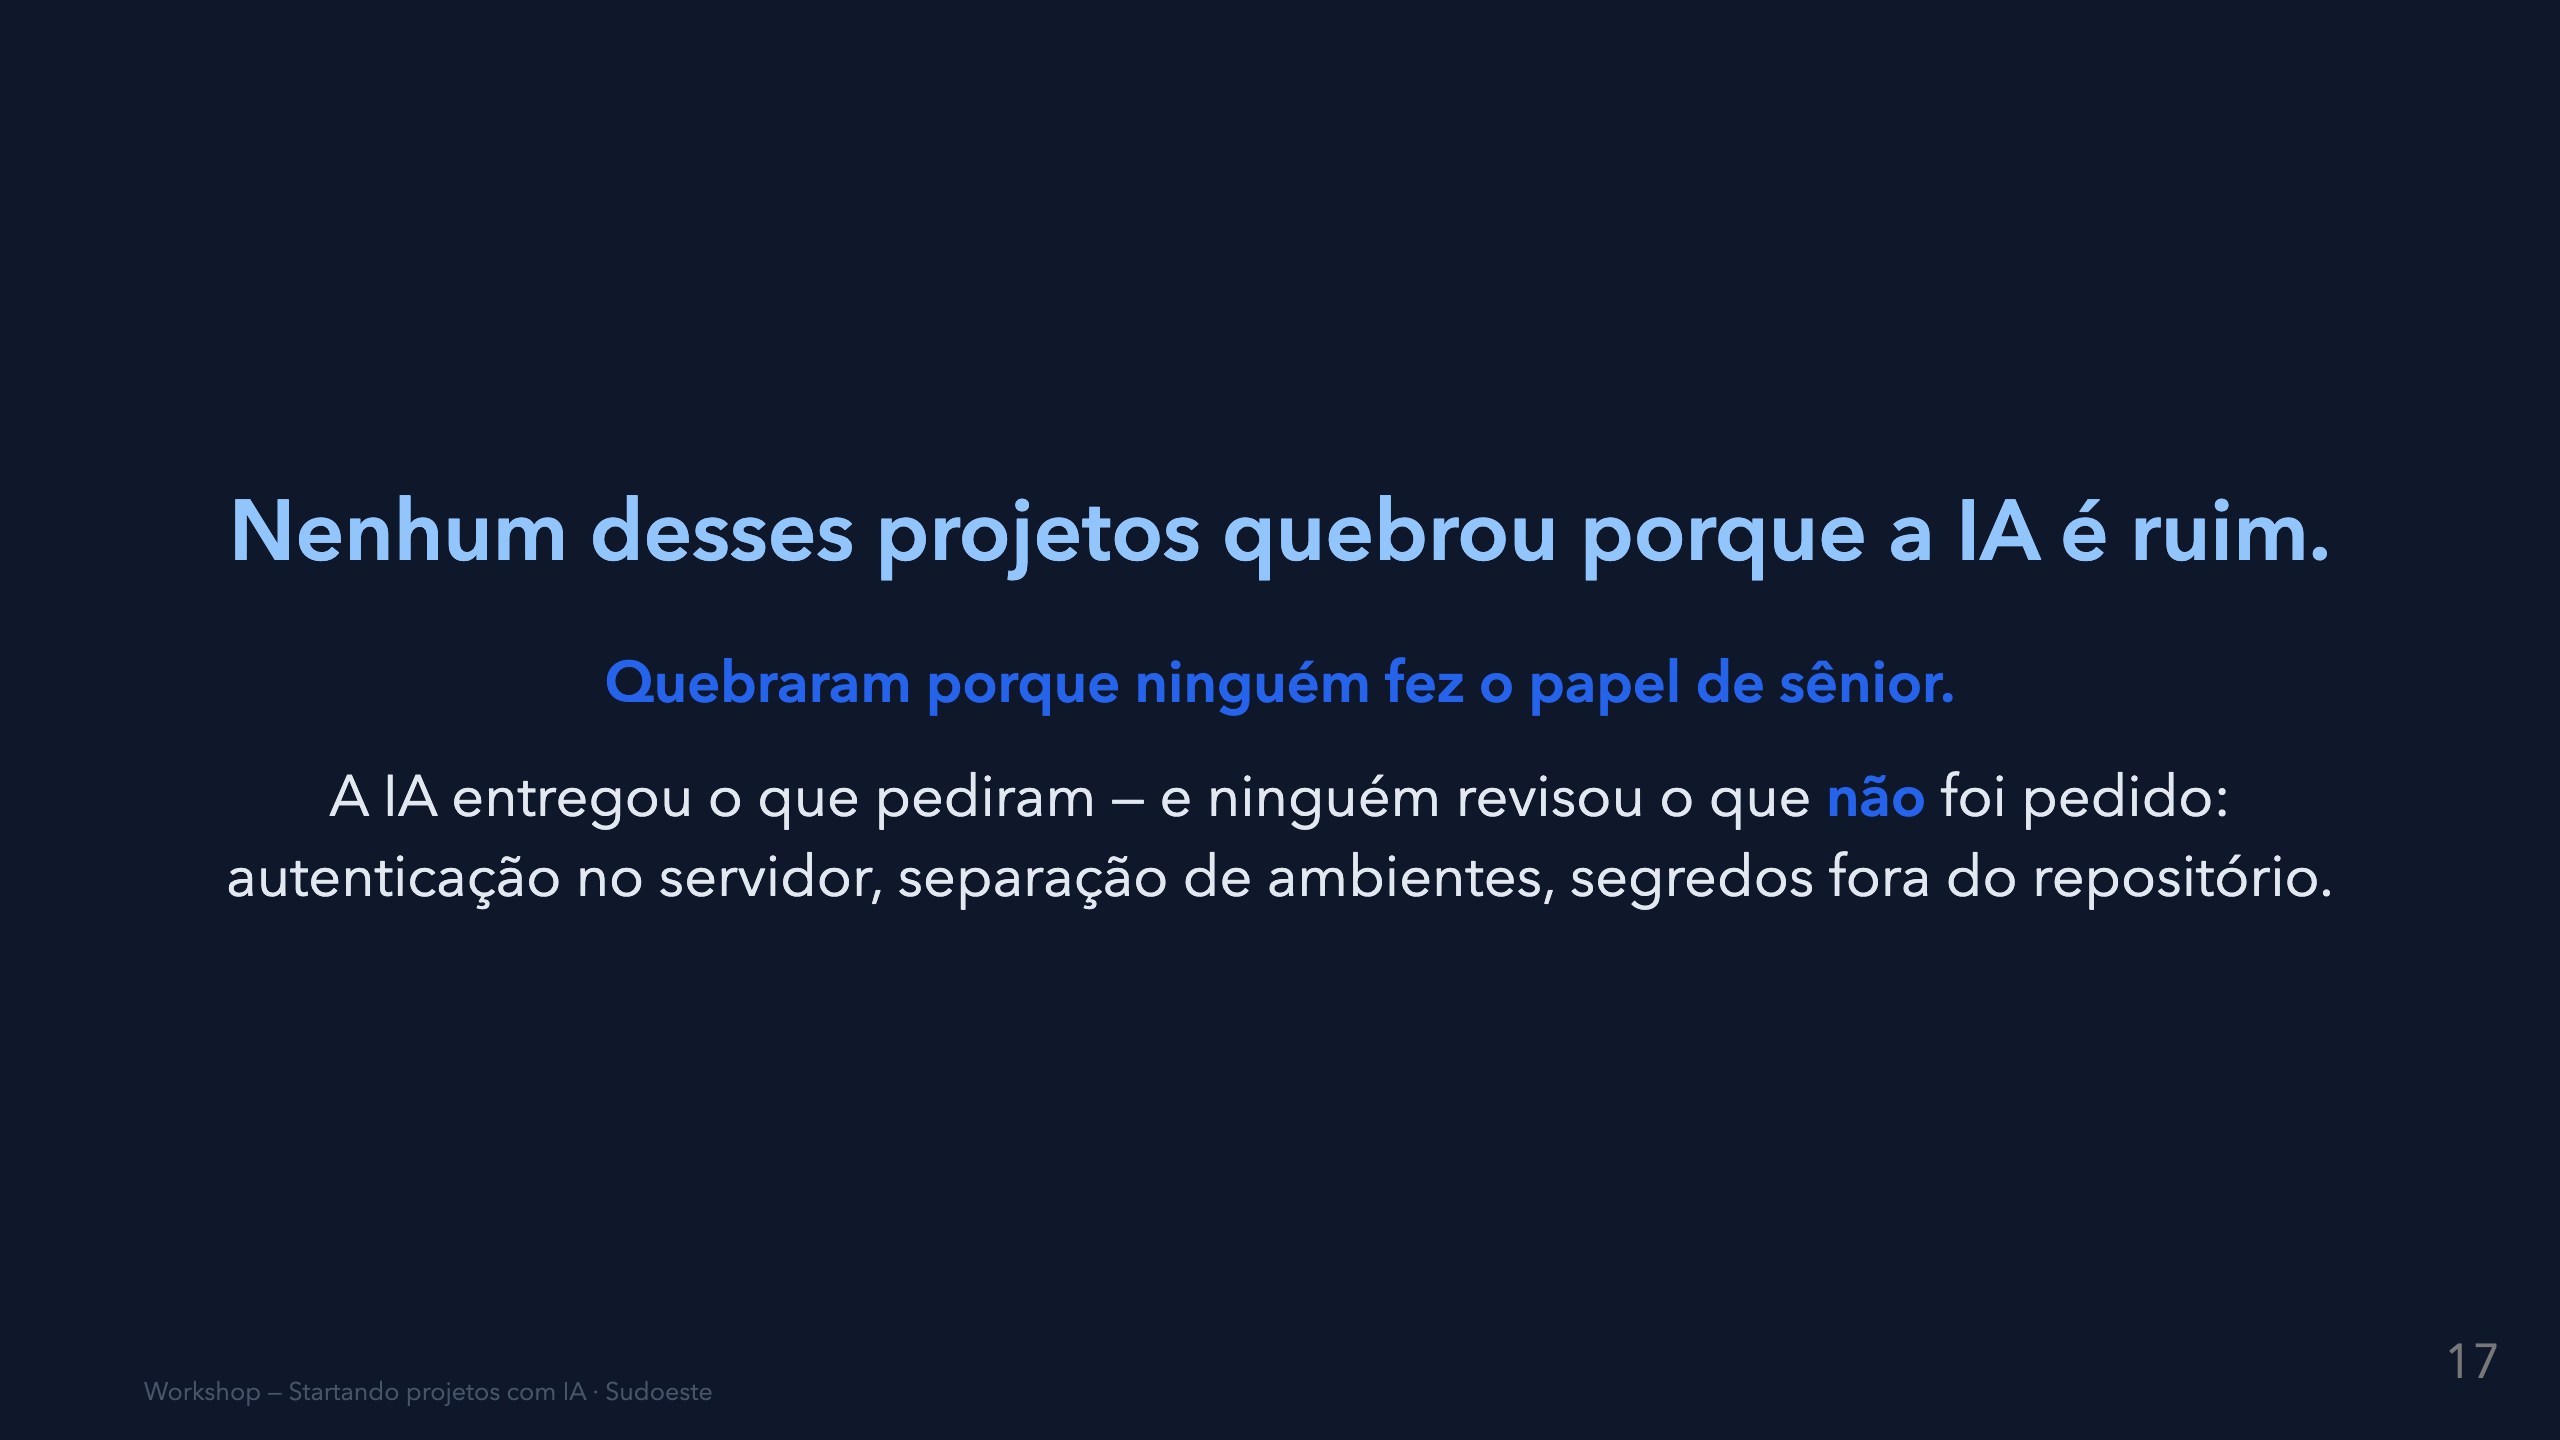 Nenhum desses projetos quebrou porque a IA é ruim.
Quebraram porque ninguém fez o papel de sênior.
A IA entregou o que pediram — e ninguém revisou o que não foi pedido:
autenticação no servidor, separação de ambientes, segredos fora do repositório.
17
Workshop — Startando projetos com IA · Sudoeste